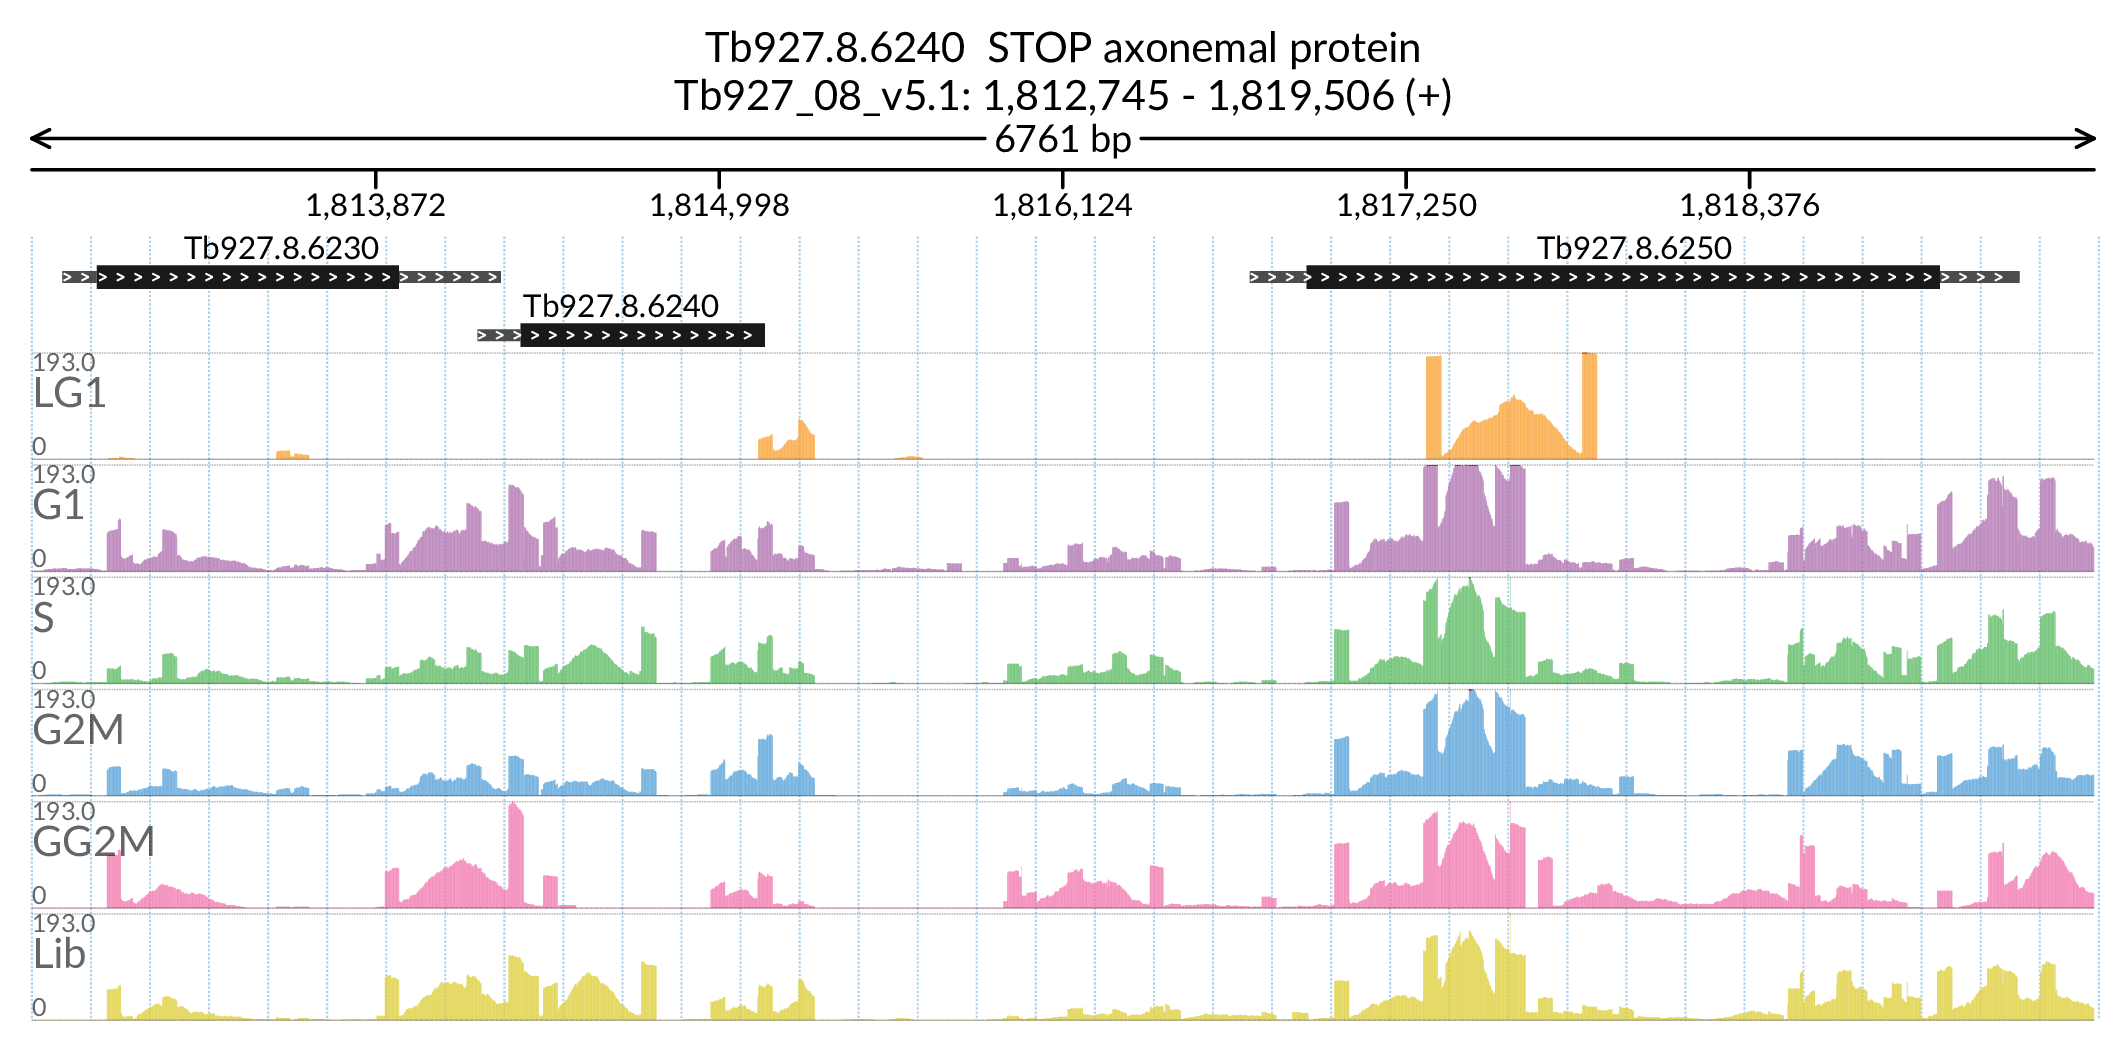 Tb927.8.6240  STOP axonemal protein
Tb927_08_v5.1: 1,812,745 - 1,819,506 (+)
6761 bp
1,813,872 1,814,998 1,816,124 1,817,250 1,818,376
Tb927.8.6230 Tb927.8.6250
Tb927.8.6240
193.0
LG1
0
193.0
G1
0
193.0
S
0
193.0
G2M
0
193.0
GG2M
0
193.0
Lib
0